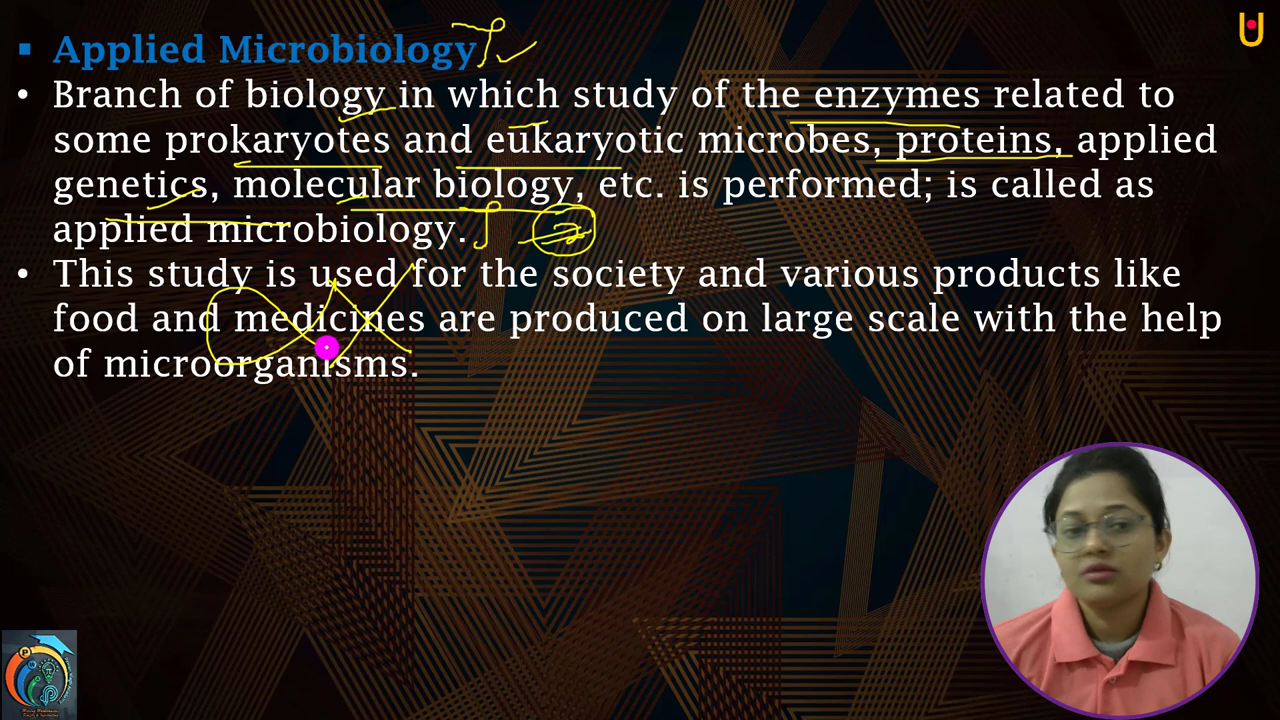 ▪ Applied Microbiology
• Branch of biology in which study of the enzymes related to
some prokaryotes and eukaryotic microbes, proteins, applied
genetics, molecular biology, etc. is performed; is called as
applied microbiology.
• This study is used for the society and various products like
food and medicines are produced on large scale with the help
of microorganisms.